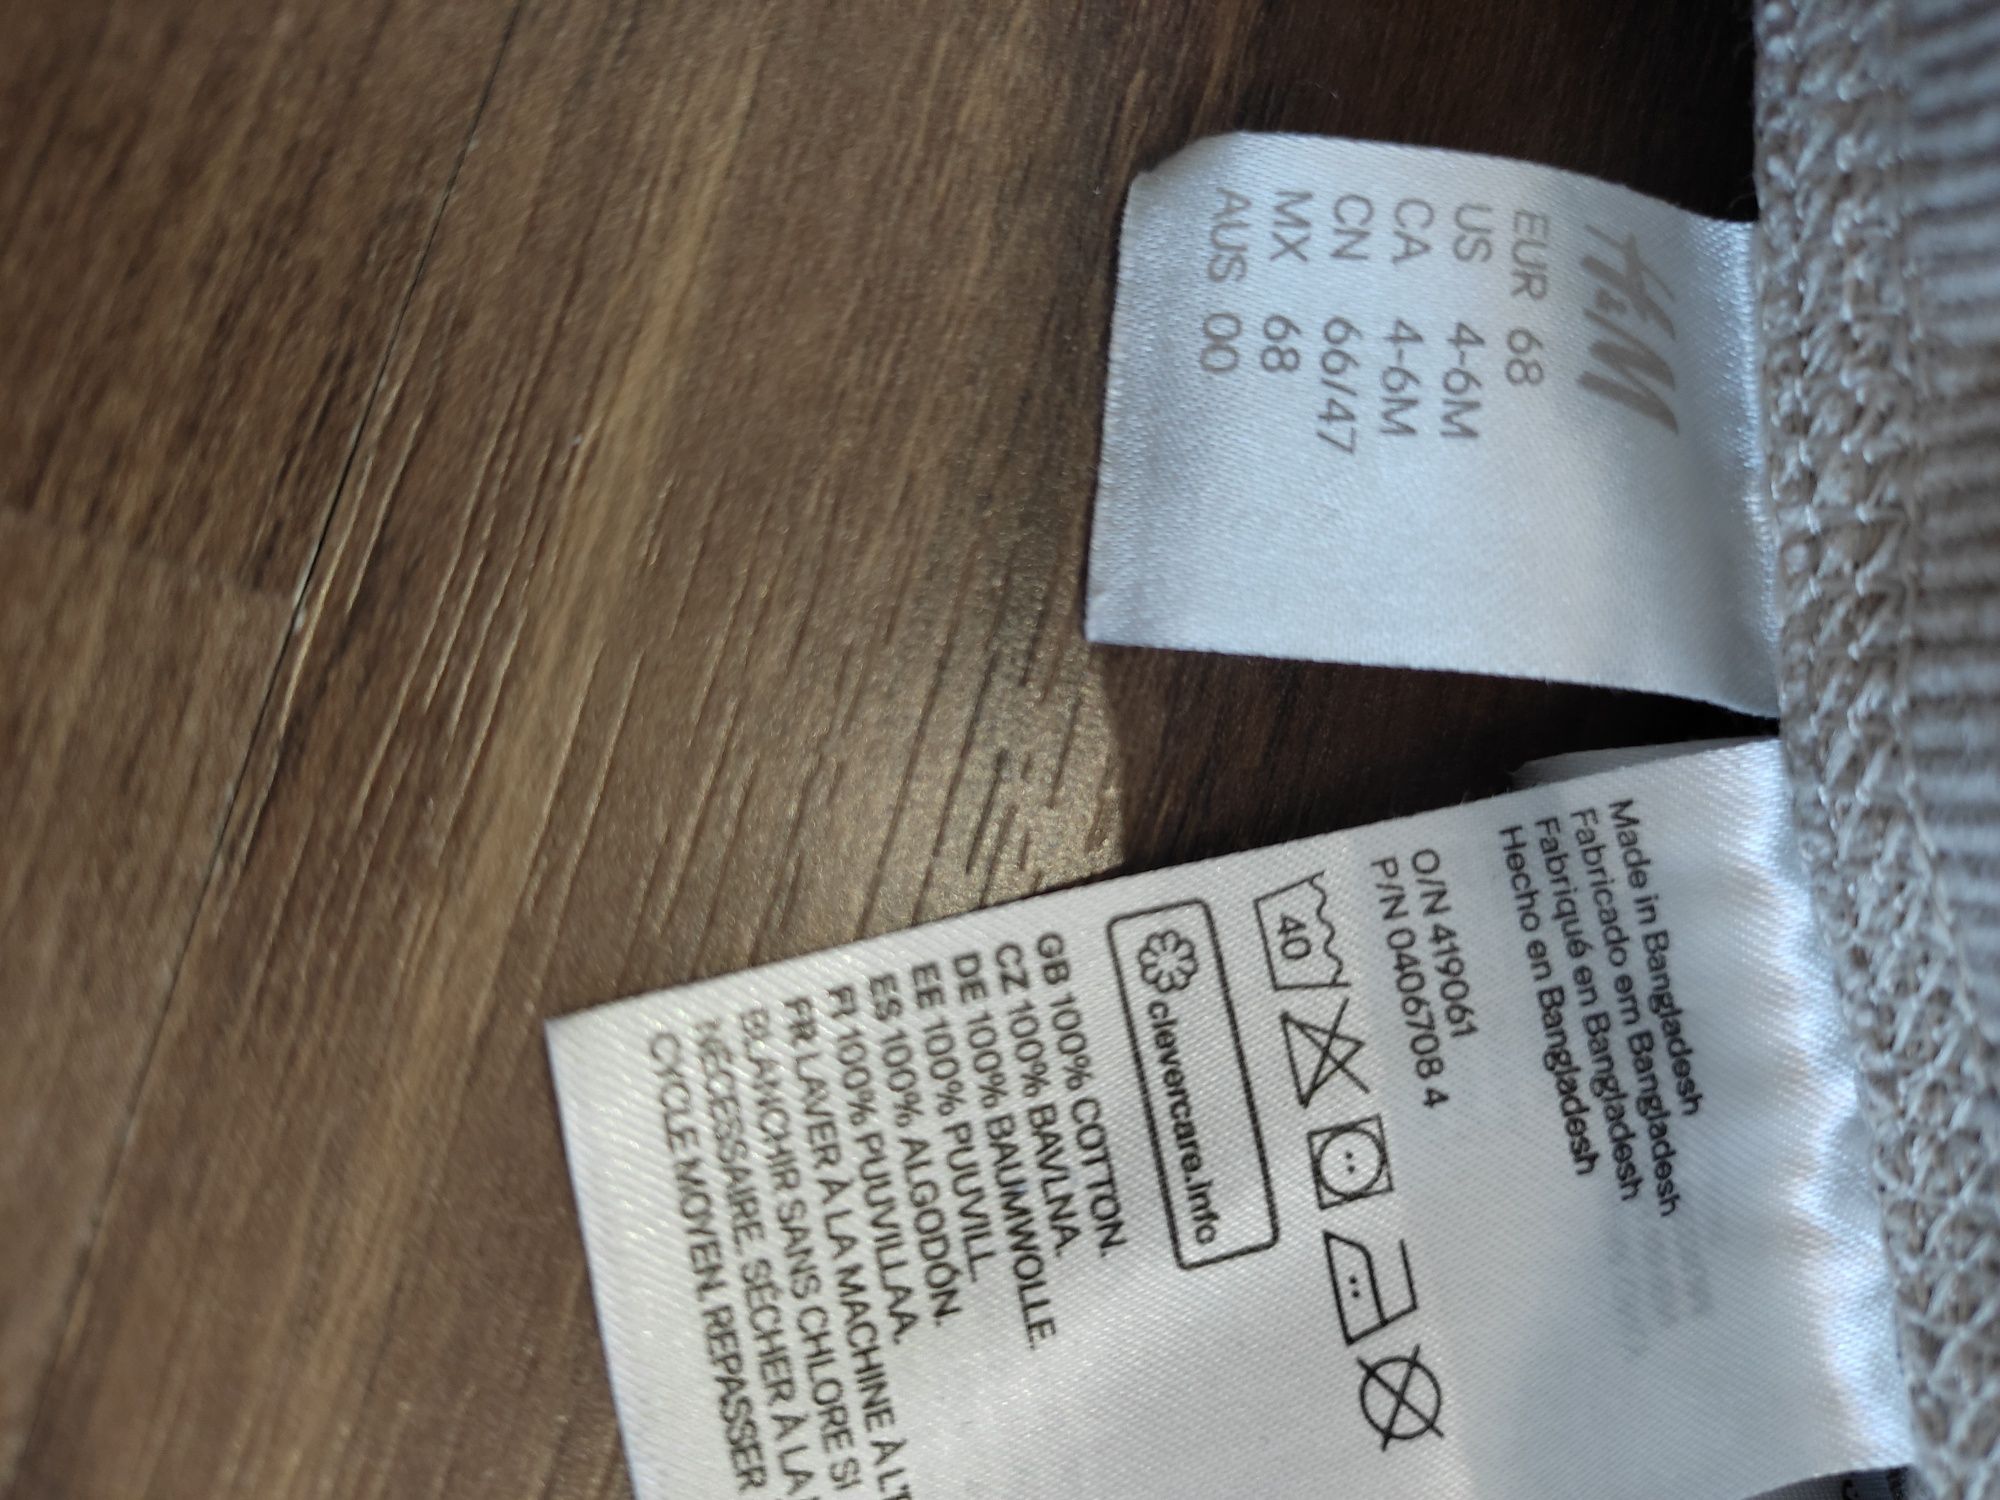 H&M
EUR 68
US 4-6M
CA 4-6M
CN 66/47
MX 68
AUS 00
Made in Bangladesh
Fabricado em Bangladesh
Fabriqué en Bangladesh
Hecho en Bangladesh
O/N 419061
P/N 0406708 4
40
clevercare.info
GB 100% COTTON.
CZ 100% BAVLNA.
DE 100% BAUMWOLLE.
EE 100% PUUVILL.
ES 100% ALGODÓN.
FI 100% PUUVILLAA.
FR LAVER À LA MACHINE À
BLANCHIR SANS CHLORE SI
NÉCESSAIRE. SÉCHER À LA
CYCLE MOYEN. REPASSER